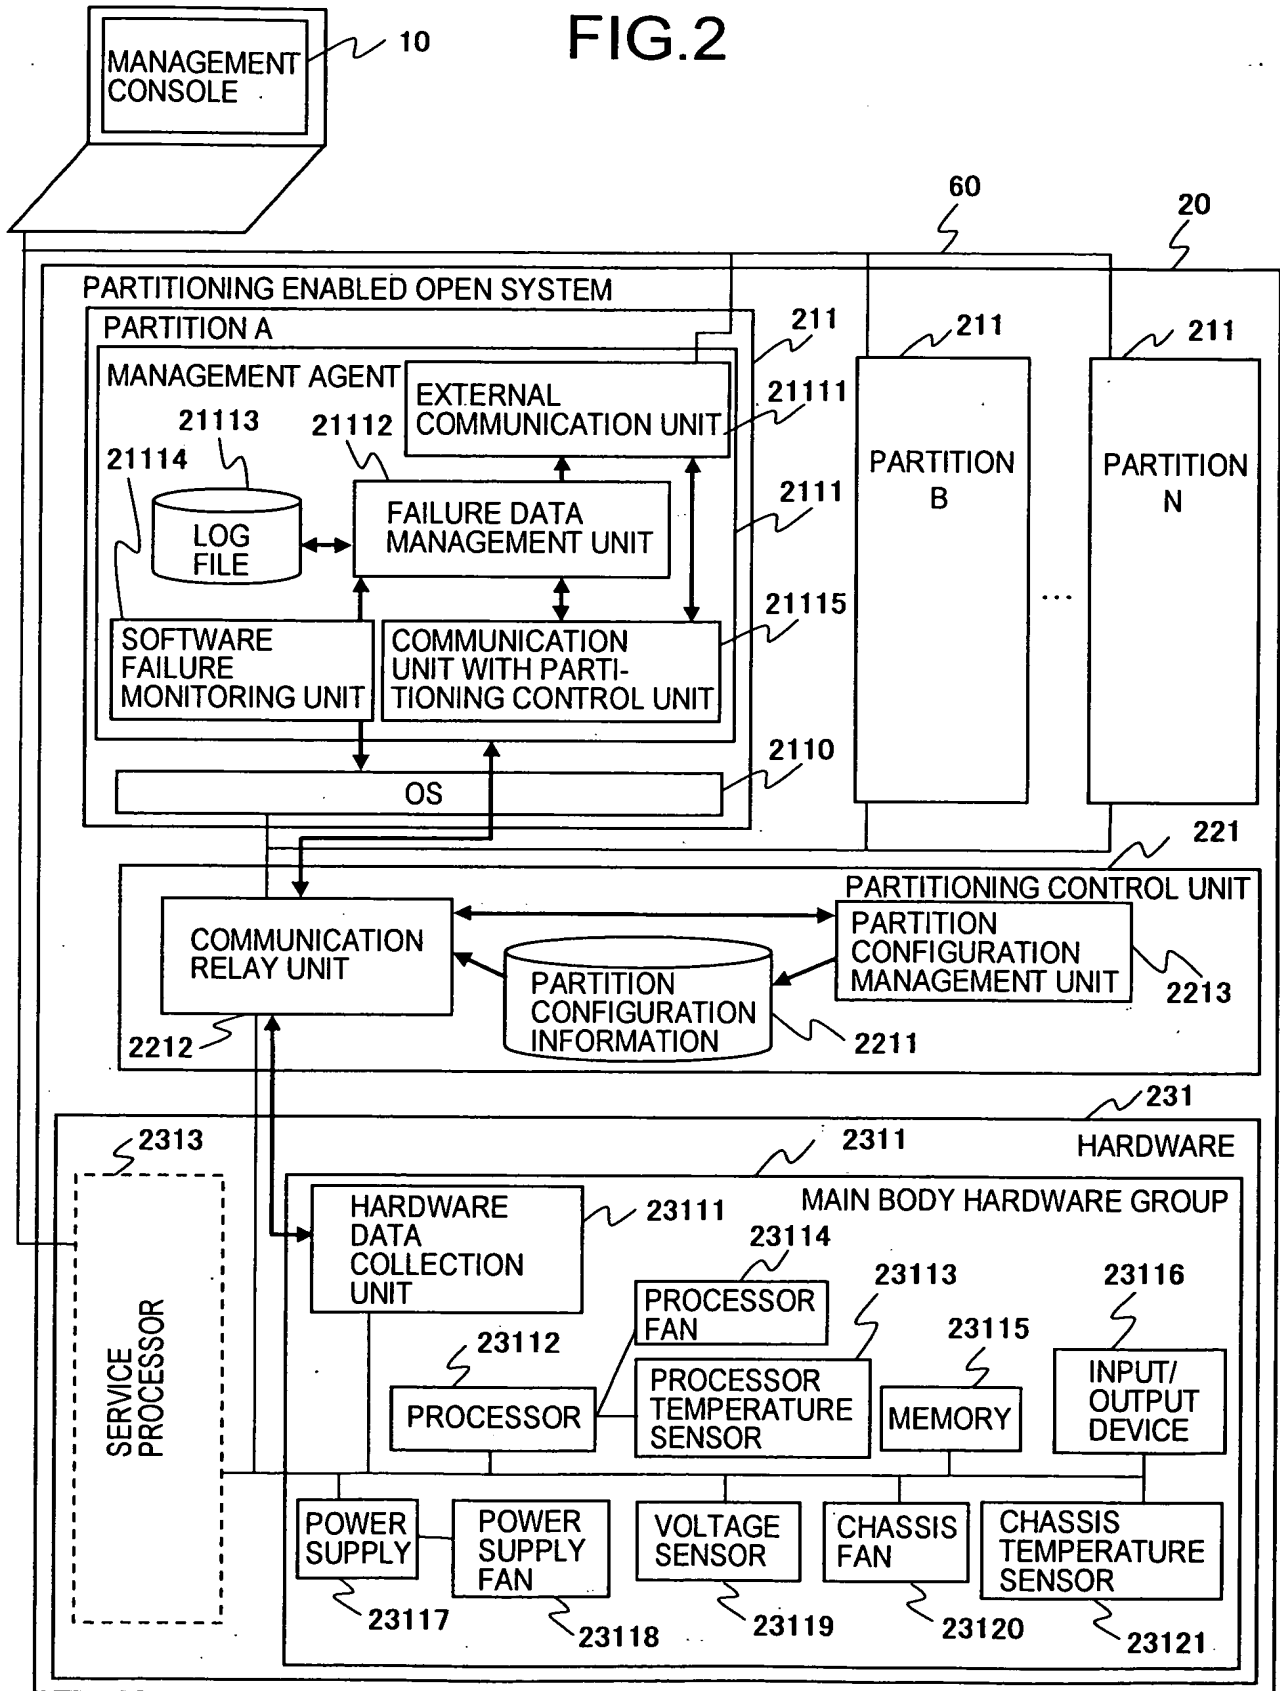 FIG.2
10
MANAGEMENT
CONSOLE
60
20
PARTITIONING ENABLED OPEN SYSTEM
PARTITION A
211
211
211
MANAGEMENT AGENT
EXTERNAL
COMMUNICATION UNIT
21111
21113
21112
21114
PARTITION
B
PARTITION
N
LOG
FILE
FAILURE DATA
MANAGEMENT UNIT
2111
...
21115
SOFTWARE
FAILURE
MONITORING UNIT
COMMUNICATION
UNIT WITH PARTI-
TIONING CONTROL UNIT
2110
OS
221
PARTITIONING CONTROL UNIT
COMMUNICATION
RELAY UNIT
PARTITION
CONFIGURATION
MANAGEMENT UNIT
PARTITION
CONFIGURATION
INFORMATION
2213
2212
2211
231
2313
2311
HARDWARE
HARDWARE
DATA
COLLECTION
UNIT
23111
MAIN BODY HARDWARE GROUP
23114
23113
23116
PROCESSOR
FAN
23115
23112
SERVICE
PROCESSOR
PROCESSOR
PROCESSOR
TEMPERATURE
SENSOR
MEMORY
INPUT/
OUTPUT
DEVICE
POWER
SUPPLY
POWER
SUPPLY
FAN
VOLTAGE
SENSOR
CHASSIS
FAN
CHASSIS
TEMPERATURE
SENSOR
23117
23118
23119
23120
23121